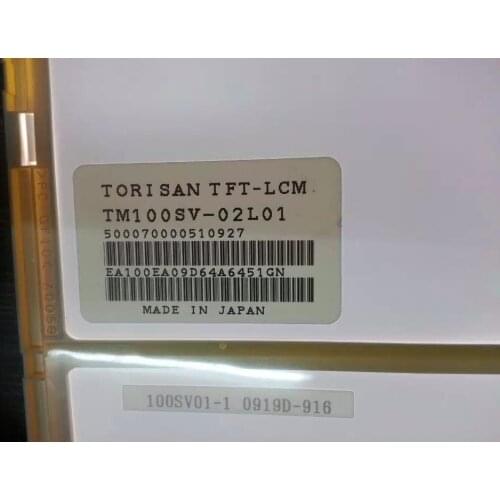 TORISAN TFT-LCM
TM100SV-02L01
500070000510927
EA100EA09D64A6451GN
MADE IN JAPAN
100SV01-1 0919D-916